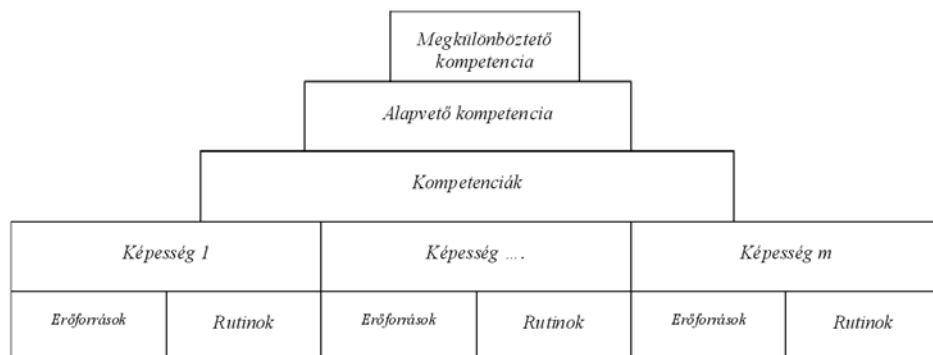 Megkülönböztető
kompetencia
Alapvető kompetencia
Kompetenciák
Képesség 1
Képesség ….
Képesség m
Erőforrások
Rutinok
Erőforrások
Rutinok
Erőforrások
Rutinok